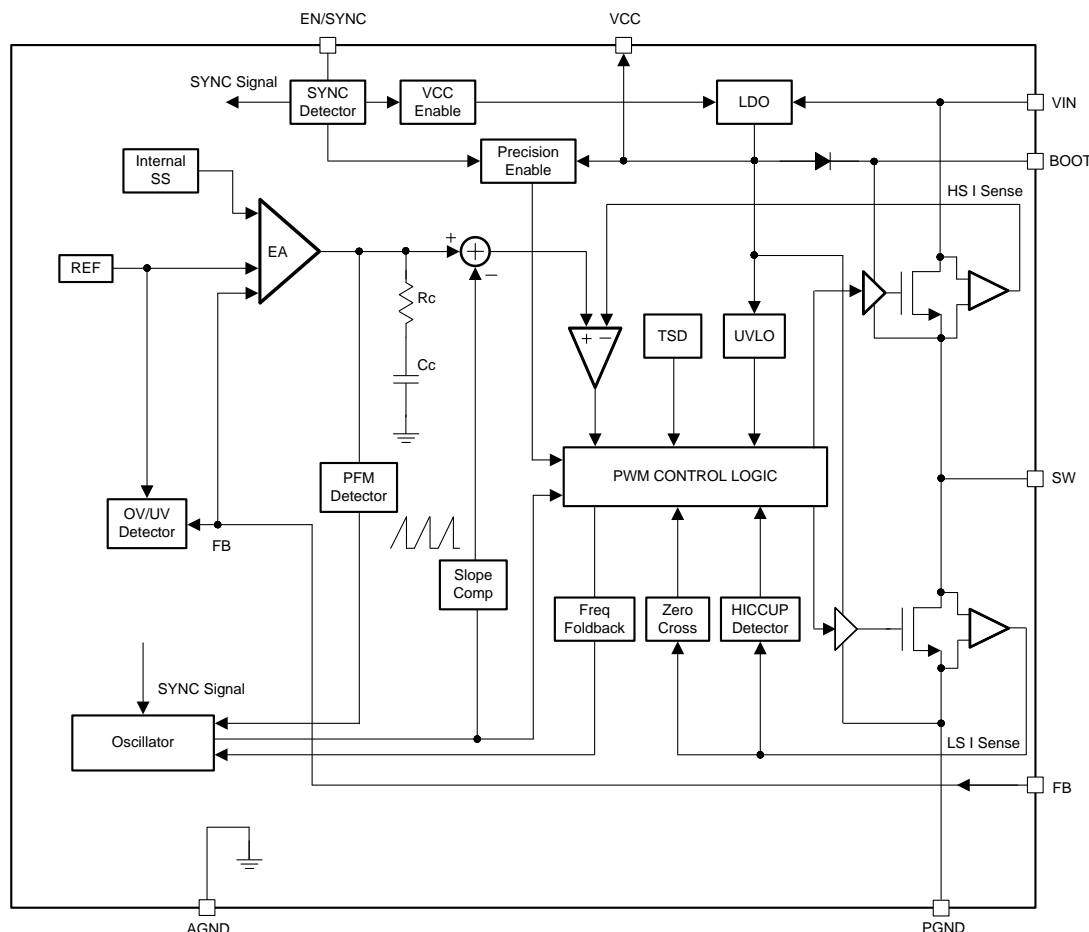 EN/SYNC
VCC
SYNC Signal
SYNC
Detector
VCC
Enable
LDO
VIN
Internal
SS
Precision
Enable
BOOT
HS I Sense
+
EA
+
−
REF
Rc
+ −
TSD
UVLO
Cc
PFM
Detector
PWM CONTROL LOGIC
SW
OV/UV
Detector
FB
Slope
Comp
Freq
Foldback
Zero
Cross
HICCUP
Detector
SYNC Signal
Oscillator
LS I Sense
FB
AGND
PGND